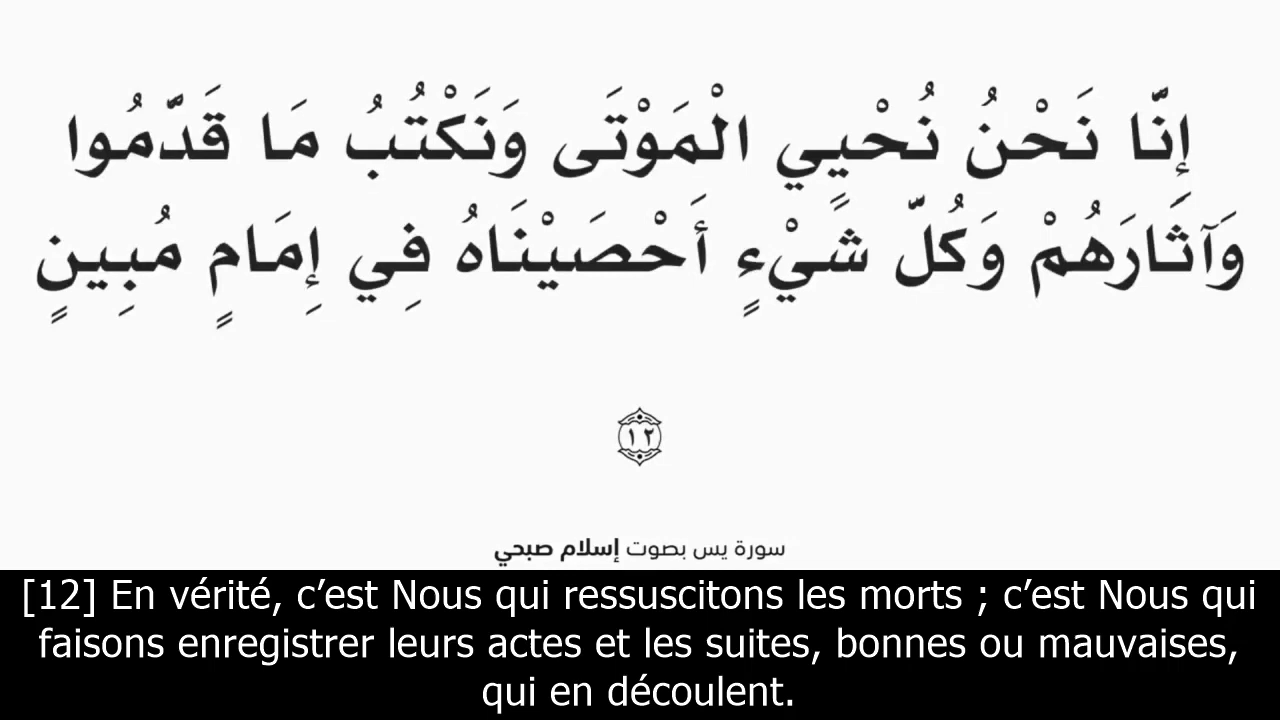 إِنَّا نَحْنُ نُحْيِي الْمَوْتَى وَنَكْتُبُ مَا قَدَّمُوا
وَآثَارَهُمْ وَكُلَّ شَيْءٍ أَحْصَيْنَاهُ فِي إِمَامٍ مُبِينٍ
١٢
سورة يس بصوت إسلام صبحي
[12] En vérité, c’est Nous qui ressuscitons les morts ; c’est Nous qui
faisons enregistrer leurs actes et les suites, bonnes ou mauvaises,
qui en découlent.